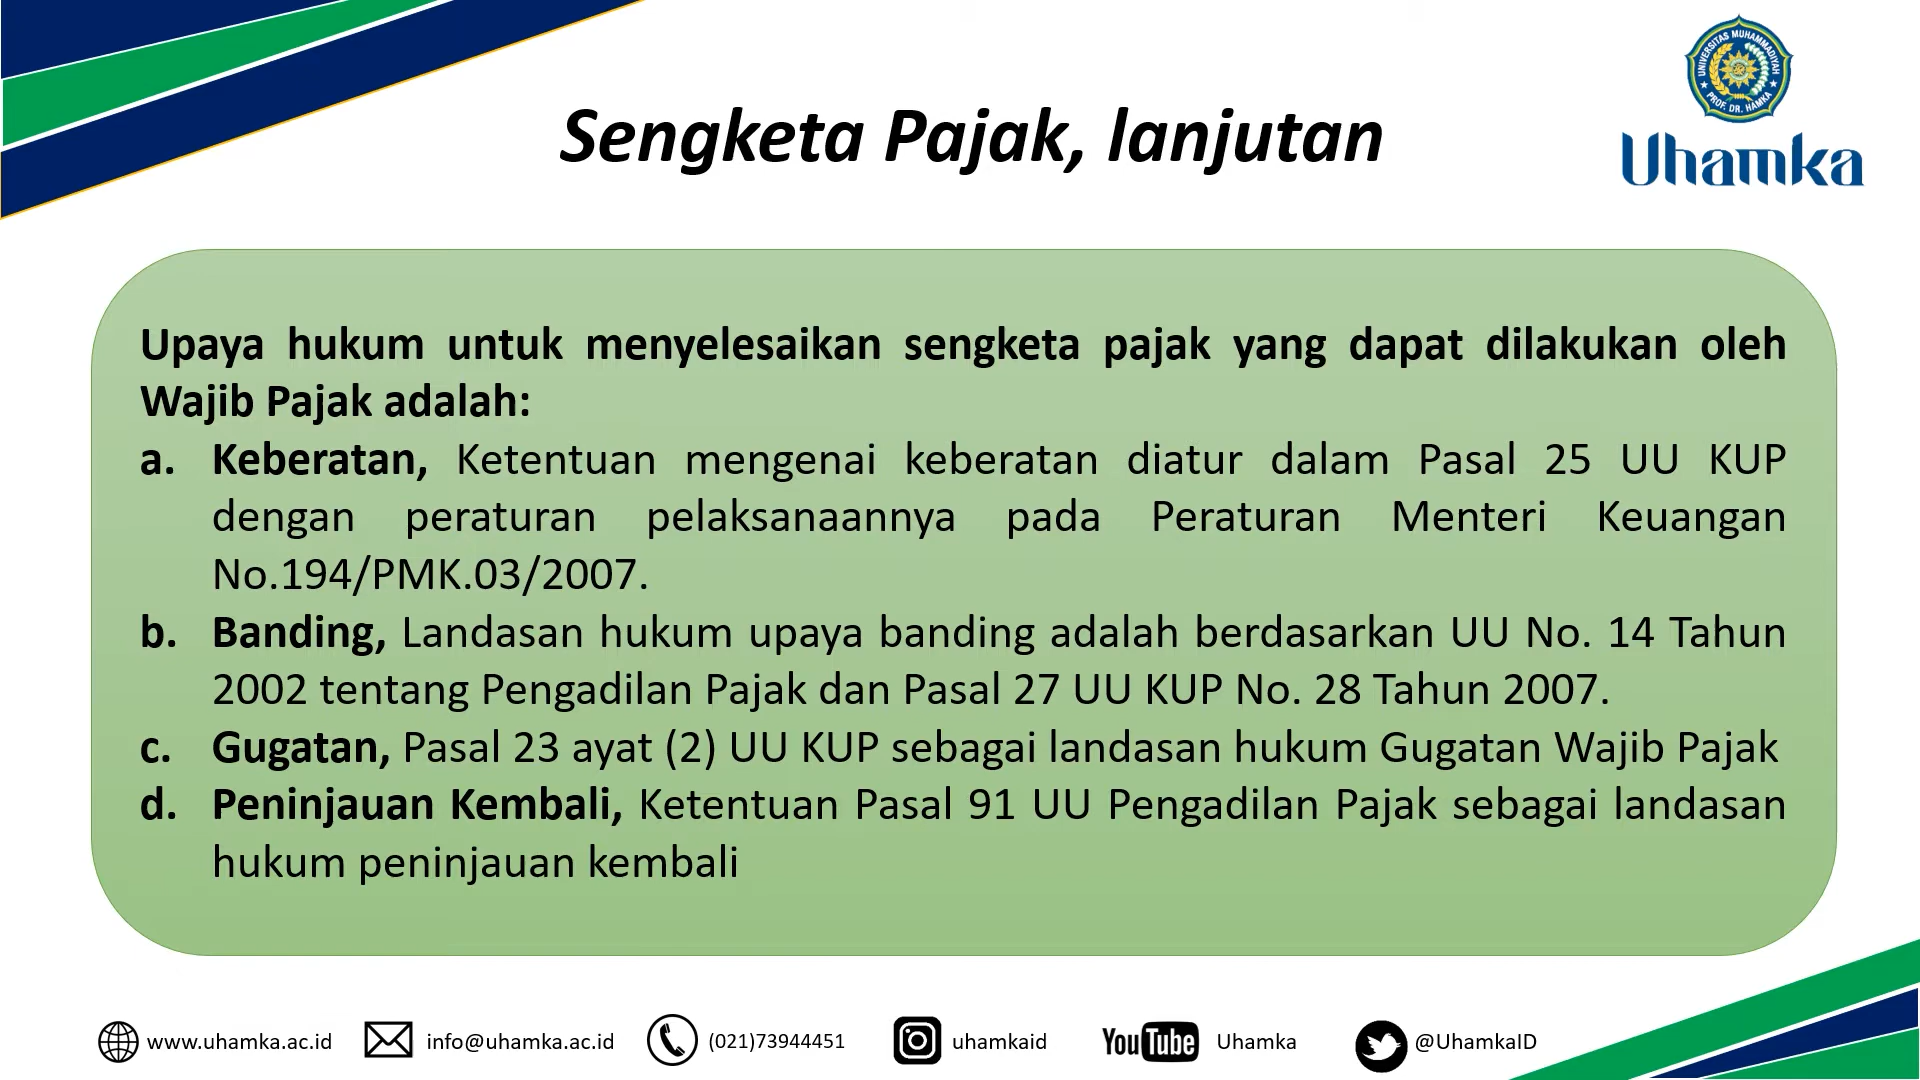 UNIVERSITAS MUHAMMADIYAH
PROF. DR. HAMKA
Uhamka
Sengketa Pajak, lanjutan
Upaya hukum untuk menyelesaikan sengketa pajak yang dapat dilakukan oleh
Wajib Pajak adalah:
a. Keberatan, Ketentuan mengenai keberatan diatur dalam Pasal 25 UU KUP
dengan peraturan pelaksanaannya pada Peraturan Menteri Keuangan
No.194/PMK.03/2007.
b. Banding, Landasan hukum upaya banding adalah berdasarkan UU No. 14 Tahun
2002 tentang Pengadilan Pajak dan Pasal 27 UU KUP No. 28 Tahun 2007.
c. Gugatan, Pasal 23 ayat (2) UU KUP sebagai landasan hukum Gugatan Wajib Pajak
d. Peninjauan Kembali, Ketentuan Pasal 91 UU Pengadilan Pajak sebagai landasan
hukum peninjauan kembali
www.uhamka.ac.id info@uhamka.ac.id (021)73944451 uhamkaid YouTube Uhamka @UhamkaID